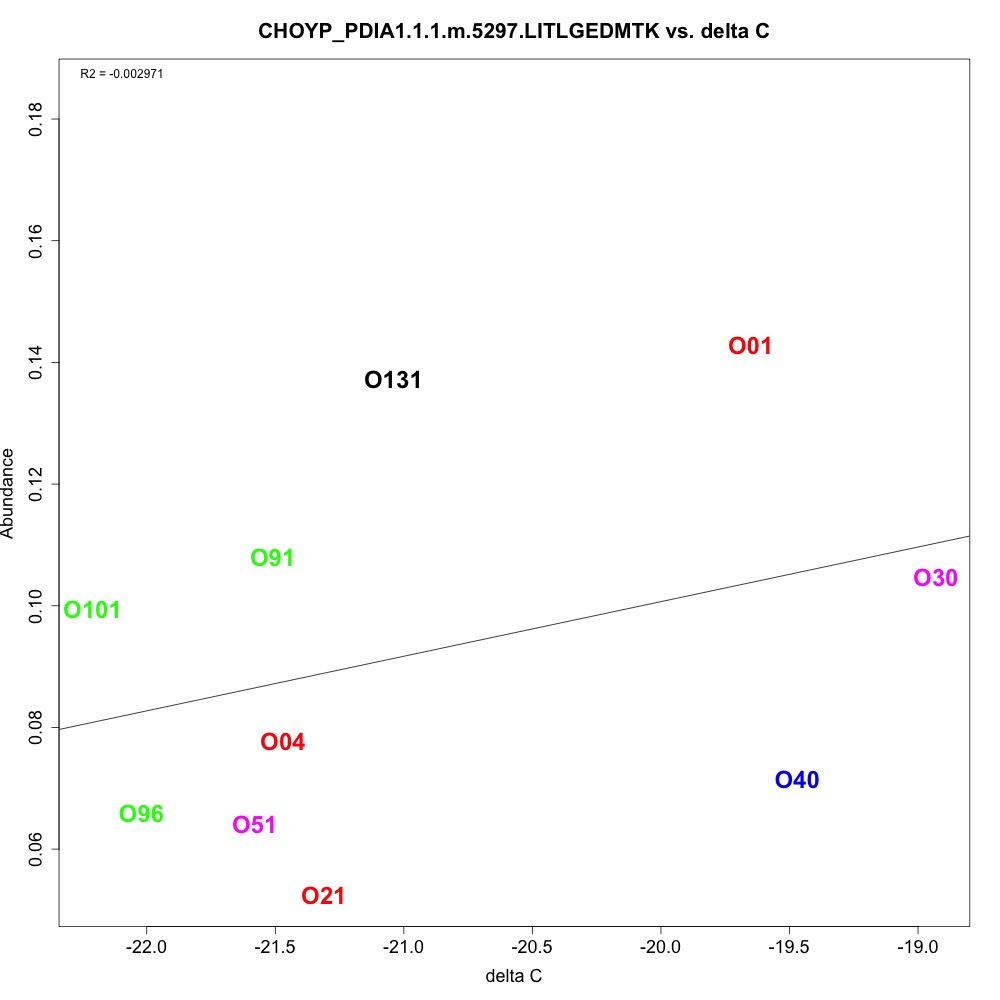 CHOYP_PDIA1.1.1.m.5297.LITLGEDMTK vs. delta C
R2 = -0.002971
0.18
0.16
0.14
0.12
0.10
0.08
0.06
Abundance
O01
O131
O91
O30
O101
O04
O40
O96
O51
O21
-22.0 -21.5 -21.0 -20.5 -20.0 -19.5 -19.0
delta C